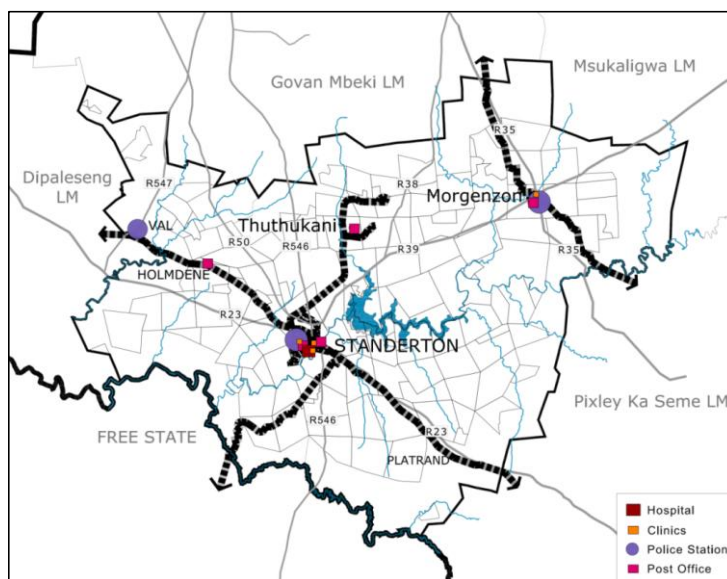 Msukaligwa LM
Govan Mbeki LM
R35
Dipaleseng
LM
R547
R38
Morgenzon
VAL
Thuthukani
R50
R546
R39
R35
HOLMDENE
R23
STANDERTON
Pixley Ka Seme LM
R546
R23
FREE STATE
PLATRAND
Hospital
Clinics
Police Station
Post Office